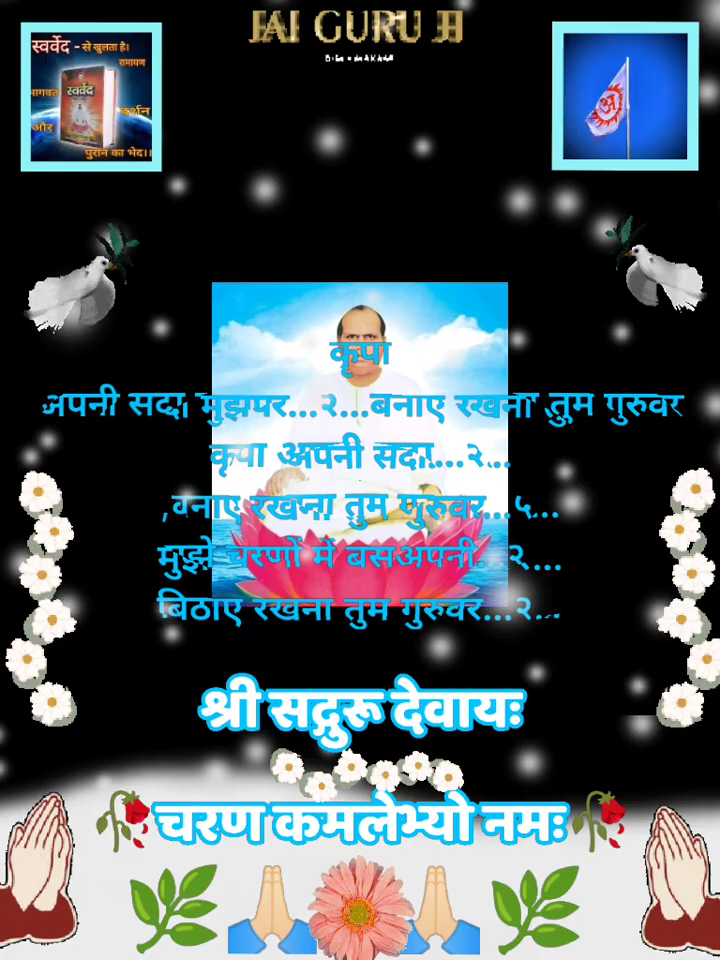 JAI GURU JI
स्वर्वेद - से खुलता है।
रामायण
भागवत
स्वर्वेद
दर्शन
और
पुरान का भेद।।
अ
कृपा
अपनी सदा मुझपर...२...बनाए रखना तुम गुरुवर
कृपा अपनी सदा...२...
,बनाए रखना तुम गुरुवर...५...
मुझे चरणों में बसअपनी...२....
बिठाए रखना तुम गुरुवर...२...
श्री सद्गुरू देवायः
चरण कमलेभ्यो नमः